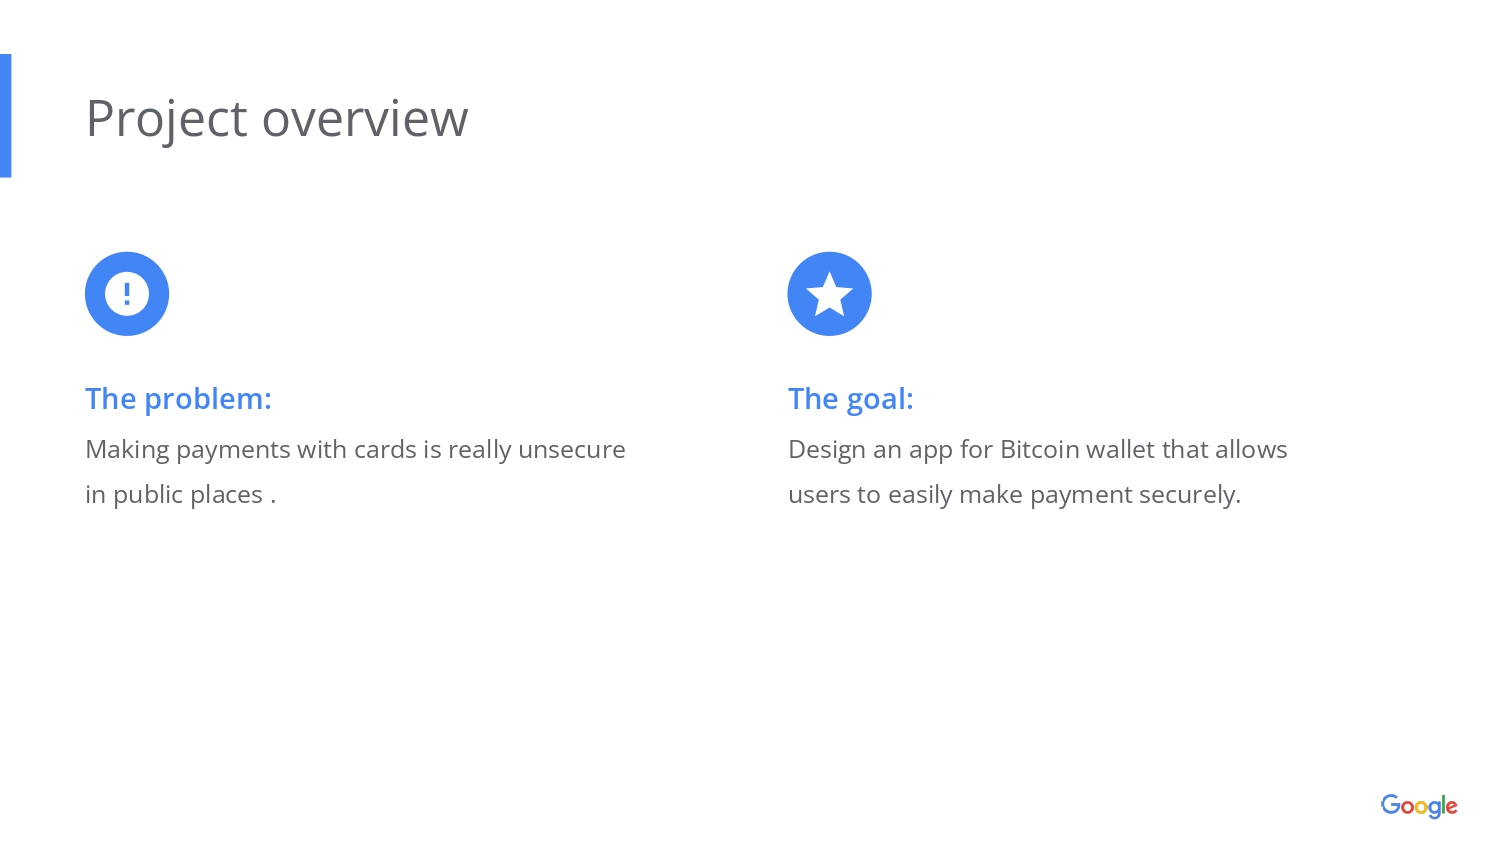 Project overview
The problem:
Making payments with cards is really unsecure
in public places .
The goal:
Design an app for Bitcoin wallet that allows
users to easily make payment securely.
Google